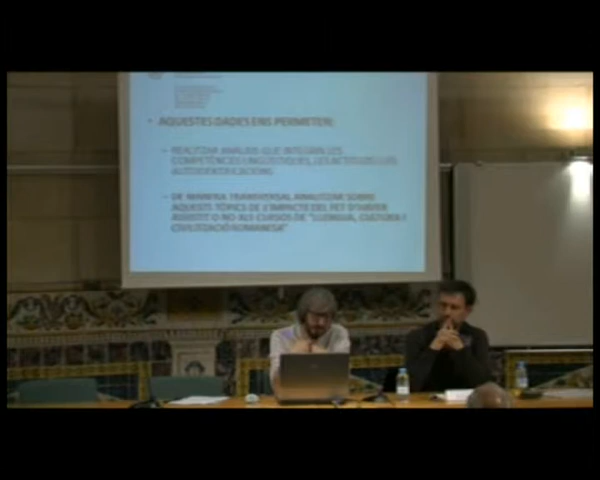 • AQUESTES DADES ENS PERMETEN:
– REALITZAR ANÀLISI QUE INTEGRIN LES
COMPETÈNCIES LINGÜÍSTIQUES, LES ACTITUDS I LES
AUTOIDENTIFICACIONS
– DE MANERA TRANSVERSAL ANALITZAR SOBRE
AQUESTS TÒPICS DE L'IMPACTE DEL FET D'HAVER
ASSISTIT O NO ALS CURSOS DE "LLENGUA, CULTURA I
CIVILITZACIÓ ROMANESA"